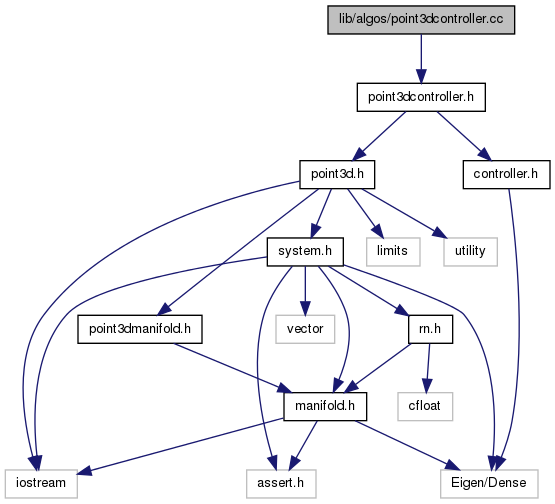 lib/algos/point3dcontroller.cc
point3dcontroller.h
point3d.h
controller.h
system.h
limits
utility
point3dmanifold.h
vector
rn.h
manifold.h
cfloat
iostream
assert.h
Eigen/Dense